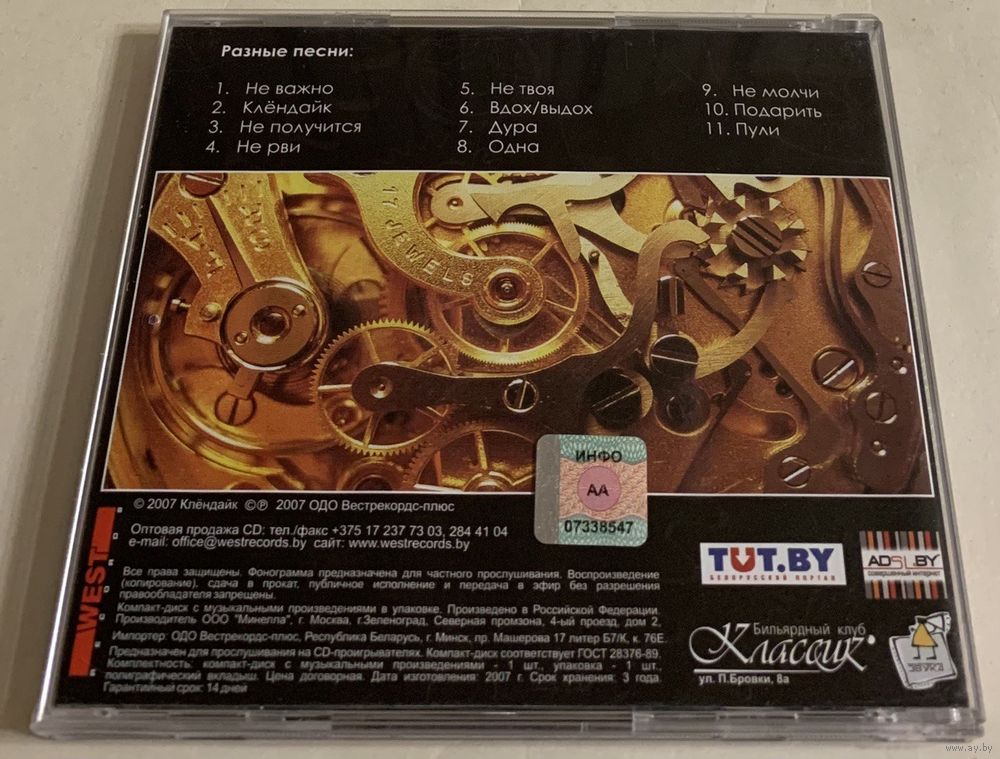 Разные песни:
1. Не важно
2. Клёндайк
3. Не получится
4. Не рви
5. Не твоя
6. Вдох/выдох
7. Дура
8. Одна
9. Не молчи
10. Подарить
11. Пули
17 JEWELS
ИНФО
АА
07338547
© 2007 Клёндайк ©℗ 2007 ОДО Вестрекордс-плюс
Оптовая продажа CD: тел./факс +375 17 237 73 03, 284 41 04
e-mail: office@westrecords.by сайт: www.westrecords.by
WEST
Все права защищены. Фонограмма предназначена для частного прослушивания. Воспроизведение
(копирование), сдача в прокат, публичное исполнение и передача в эфир без разрешения
правообладателя запрещены.
Компакт-диск с музыкальными произведениями в упаковке. Произведено в Российской Федерации.
Производитель ООО "Минелла", г. Москва, г.Зеленоград, Северная промзона, 4-ый проезд, дом 2,
Импортер: ОДО Вестрекордс-плюс, Республика Беларусь, г. Минск, пр. Машерова 17 литер Б7/К, к. 76Е.
Предназначен для прослушивания на CD-проигрывателях. Компакт-диск соответствует ГОСТ 28376-89.
Комплектность: компакт-диск с музыкальными произведениями - 1 шт., упаковка - 1 шт.,
полиграфический вкладыш. Цена договорная. Дата изготовления: 2007 г. Срок хранения: 3 года.
Гарантийный срок: 14 дней
TUT.BY
БЕЛОРУССКИЙ ПОРТАЛ
ADSL.BY
совершенный интернет
Бильярдный клуб
Классик
ул. П.Бровки, 8а
ЗВУКА
www.ay.by